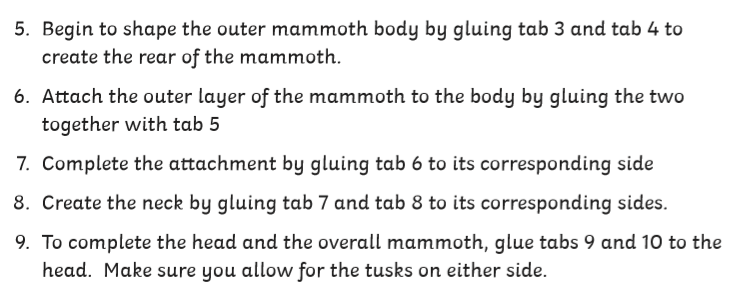 5. Begin to shape the outer mammoth body by gluing tab 3 and tab 4 to
create the rear of the mammoth.
6. Attach the outer layer of the mammoth to the body by gluing the two
together with tab 5
7. Complete the attachment by gluing tab 6 to its corresponding side
8. Create the neck by gluing tab 7 and tab 8 to its corresponding sides.
9. To complete the head and the overall mammoth, glue tabs 9 and 10 to the
head.  Make sure you allow for the tusks on either side.